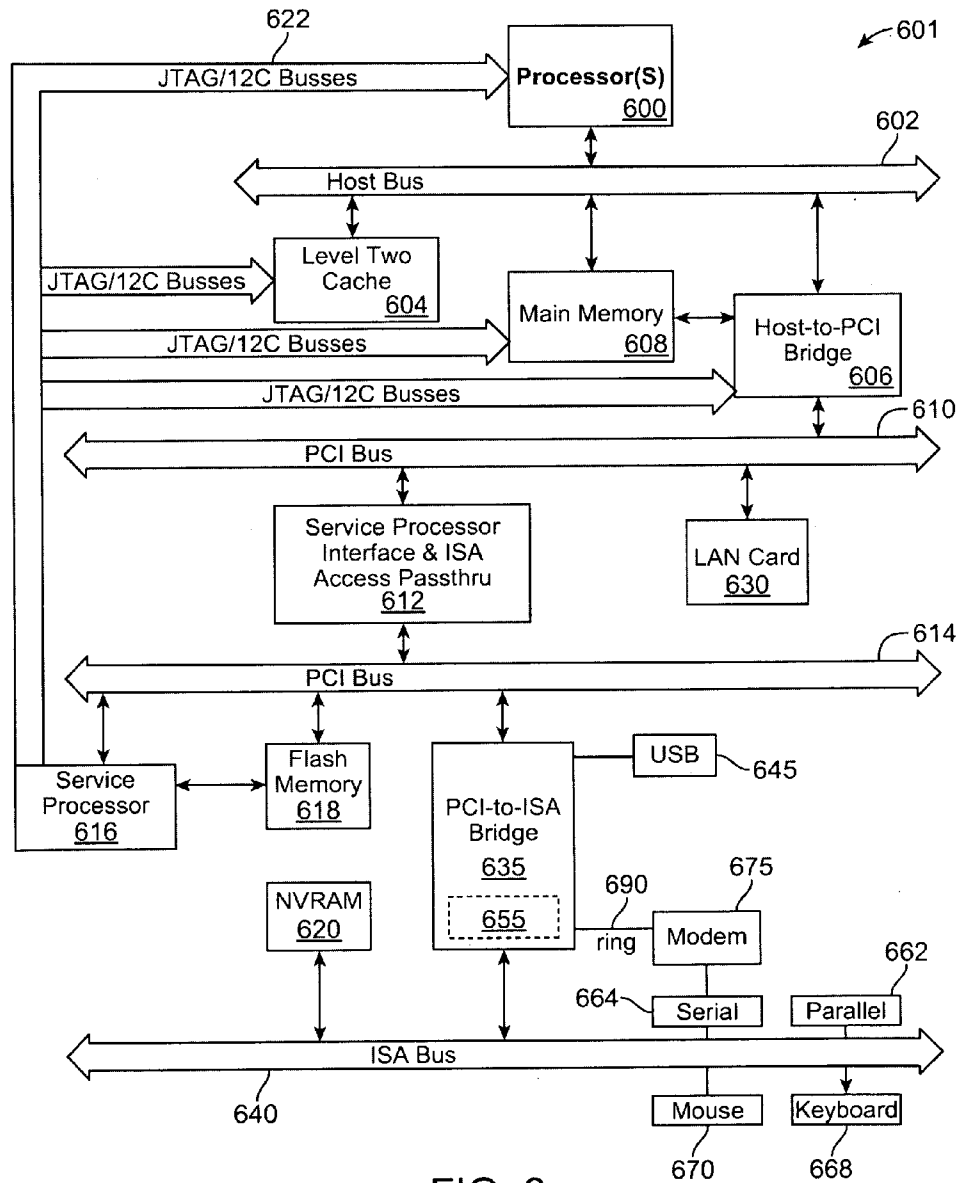 622
601
JTAG/12C Busses
Processor(S)
600
602
Host Bus
Level Two
Cache
604
JTAG/12C Busses
Main Memory
608
Host-to-PCI
Bridge
606
JTAG/12C Busses
JTAG/12C Busses
610
PCI Bus
Service Processor
Interface & ISA
Access Passthru
612
LAN Card
630
614
PCI Bus
Service
Processor
616
Flash
Memory
618
PCI-to-ISA
Bridge
635
655
USB
645
NVRAM
620
690
ring
675
Modem
664
Serial
662
Parallel
ISA Bus
640
Mouse
670
Keyboard
668